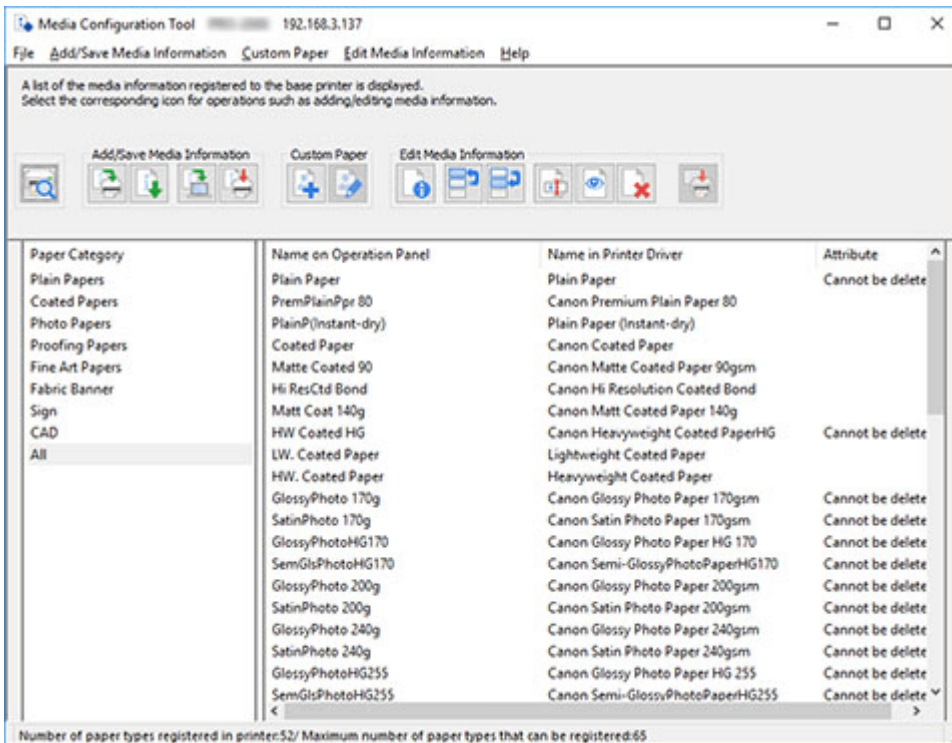 Media Configuration Tool 192.168.3.137
File Add/Save Media Information Custom Paper Edit Media Information Help
A list of the media information registered to the base printer is displayed.
Select the corresponding icon for operations such as adding/editing media information.
Add/Save Media Information Custom Paper Edit Media Information
Paper Category Name on Operation Panel Name in Printer Driver Attribute
Plain Papers Plain Paper Plain Paper Cannot be delete
Coated Papers PremPlainPpr 80 Canon Premium Plain Paper 80
Photo Papers PlainP(Instant-dry) Plain Paper (Instant-dry)
Proofing Papers Coated Paper Canon Coated Paper
Fine Art Papers Matte Coated 90 Canon Matte Coated Paper 90gsm
Fabric Banner Hi ResCtd Bond Canon Hi Resolution Coated Bond
Sign Matt Coat 140g Canon Matt Coated Paper 140g
CAD HW Coated HG Canon Heavyweight Coated PaperHG Cannot be delete
All LW. Coated Paper Lightweight Coated Paper
HW. Coated Paper Heavyweight Coated Paper
GlossyPhoto 170g Canon Glossy Photo Paper 170gsm Cannot be delete
SatinPhoto 170g Canon Satin Photo Paper 170gsm Cannot be delete
GlossyPhotoHG170 Canon Glossy Photo Paper HG 170 Cannot be delete
SemGlsPhotoHG170 Canon Semi-GlossyPhotoPaperHG170 Cannot be delete
GlossyPhoto 200g Canon Glossy Photo Paper 200gsm Cannot be delete
SatinPhoto 200g Canon Satin Photo Paper 200gsm Cannot be delete
GlossyPhoto 240g Canon Glossy Photo Paper 240gsm Cannot be delete
SatinPhoto 240g Canon Satin Photo Paper 240gsm Cannot be delete
GlossyPhotoHG255 Canon Glossy Photo Paper HG 255 Cannot be delete
SemGlsPhotoHG255 Canon Semi-GlossyPhotoPaperHG255 Cannot be delete
Number of paper types registered in printer:52/ Maximum number of paper types that can be registered:65